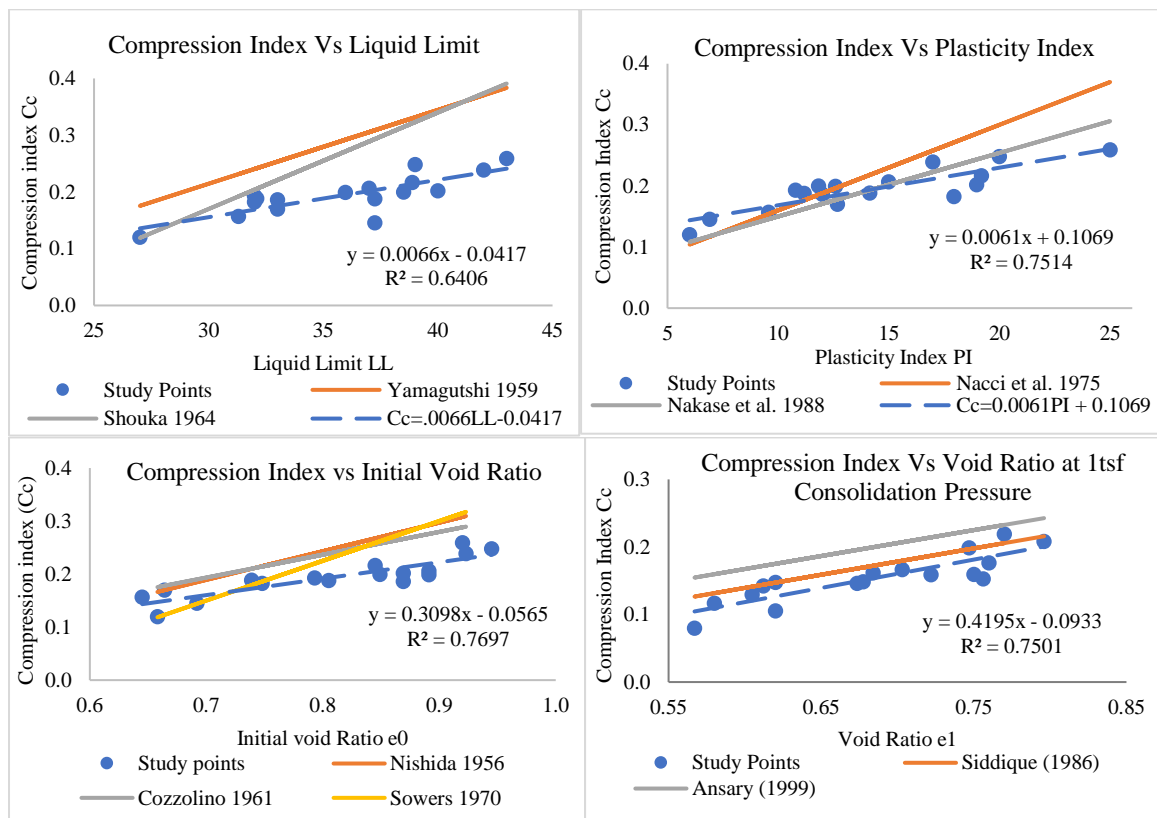 Compression Index Vs Liquid Limit
Compression index Cc
0.4
0.3
0.2
0.1
0.0
25
30
35
40
45
y = 0.0066x - 0.0417
R² = 0.6406
Liquid Limit LL
Study Points
Yamagutshi 1959
Shouka 1964
Cc=.0066LL-0.0417
Compression Index Vs Plasticity Index
Compression Index Cc
0.4
0.3
0.2
0.1
0.0
5
10
15
20
25
y = 0.0061x + 0.1069
R² = 0.7514
Plasticity Index PI
Study Points
Nacci et al. 1975
Nakase et al. 1988
Cc=0.0061PI + 0.1069
Compression Index vs Initial Void Ratio
Compression index (Cc)
0.4
0.3
0.2
0.1
0.0
0.6
0.7
0.8
0.9
1.0
y = 0.3098x - 0.0565
R² = 0.7697
Initial void Ratio e0
Study points
Nishida 1956
Cozzolino 1961
Sowers 1970
Compression Index Vs Void Ratio at 1tsf
Consolidation Pressure
Compression Index Cc
0.4
0.2
0.0
0.55
0.65
0.75
0.85
y = 0.4195x - 0.0933
R² = 0.7501
Void Ratio e1
Study Points
Siddique (1986)
Ansary (1999)